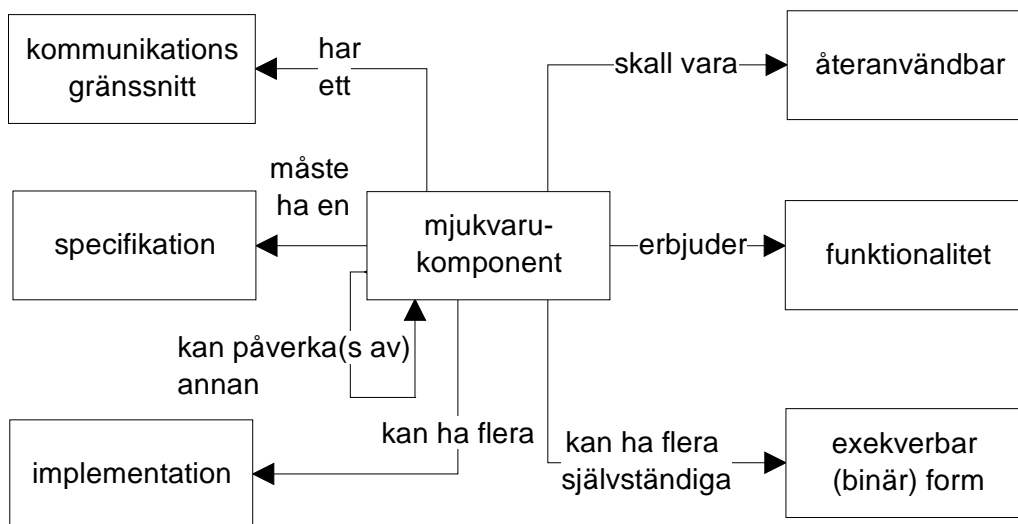 kommunikations
gränssnitt
har
ett
skall vara
återanvändbar
måste
ha en
specifikation
mjukvaru-
komponent
erbjuder
funktionalitet
kan påverka(s av)
annan
kan ha flera
implementation
kan ha flera
självständiga
exekverbar
(binär) form